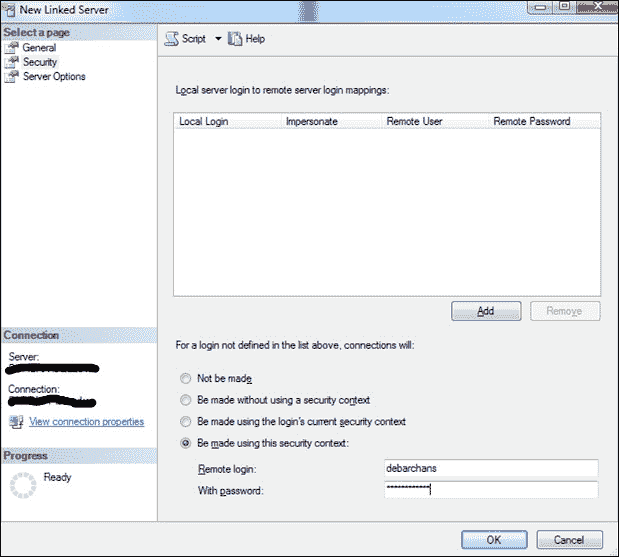 New Linked Server
Select a page
General
Security
Server Options
Script
Help
Local server login to remote server login mappings:
Local Login Impersonate Remote User Remote Password
Add Remove
For a login not defined in the list above, connections will:
Not be made
Be made without using a security context
Be made using the login's current security context
Be made using this security context:
Remote login: debarchans
With password: ************
Connection
Server:
Connection:
View connection properties
Progress
Ready
OK Cancel